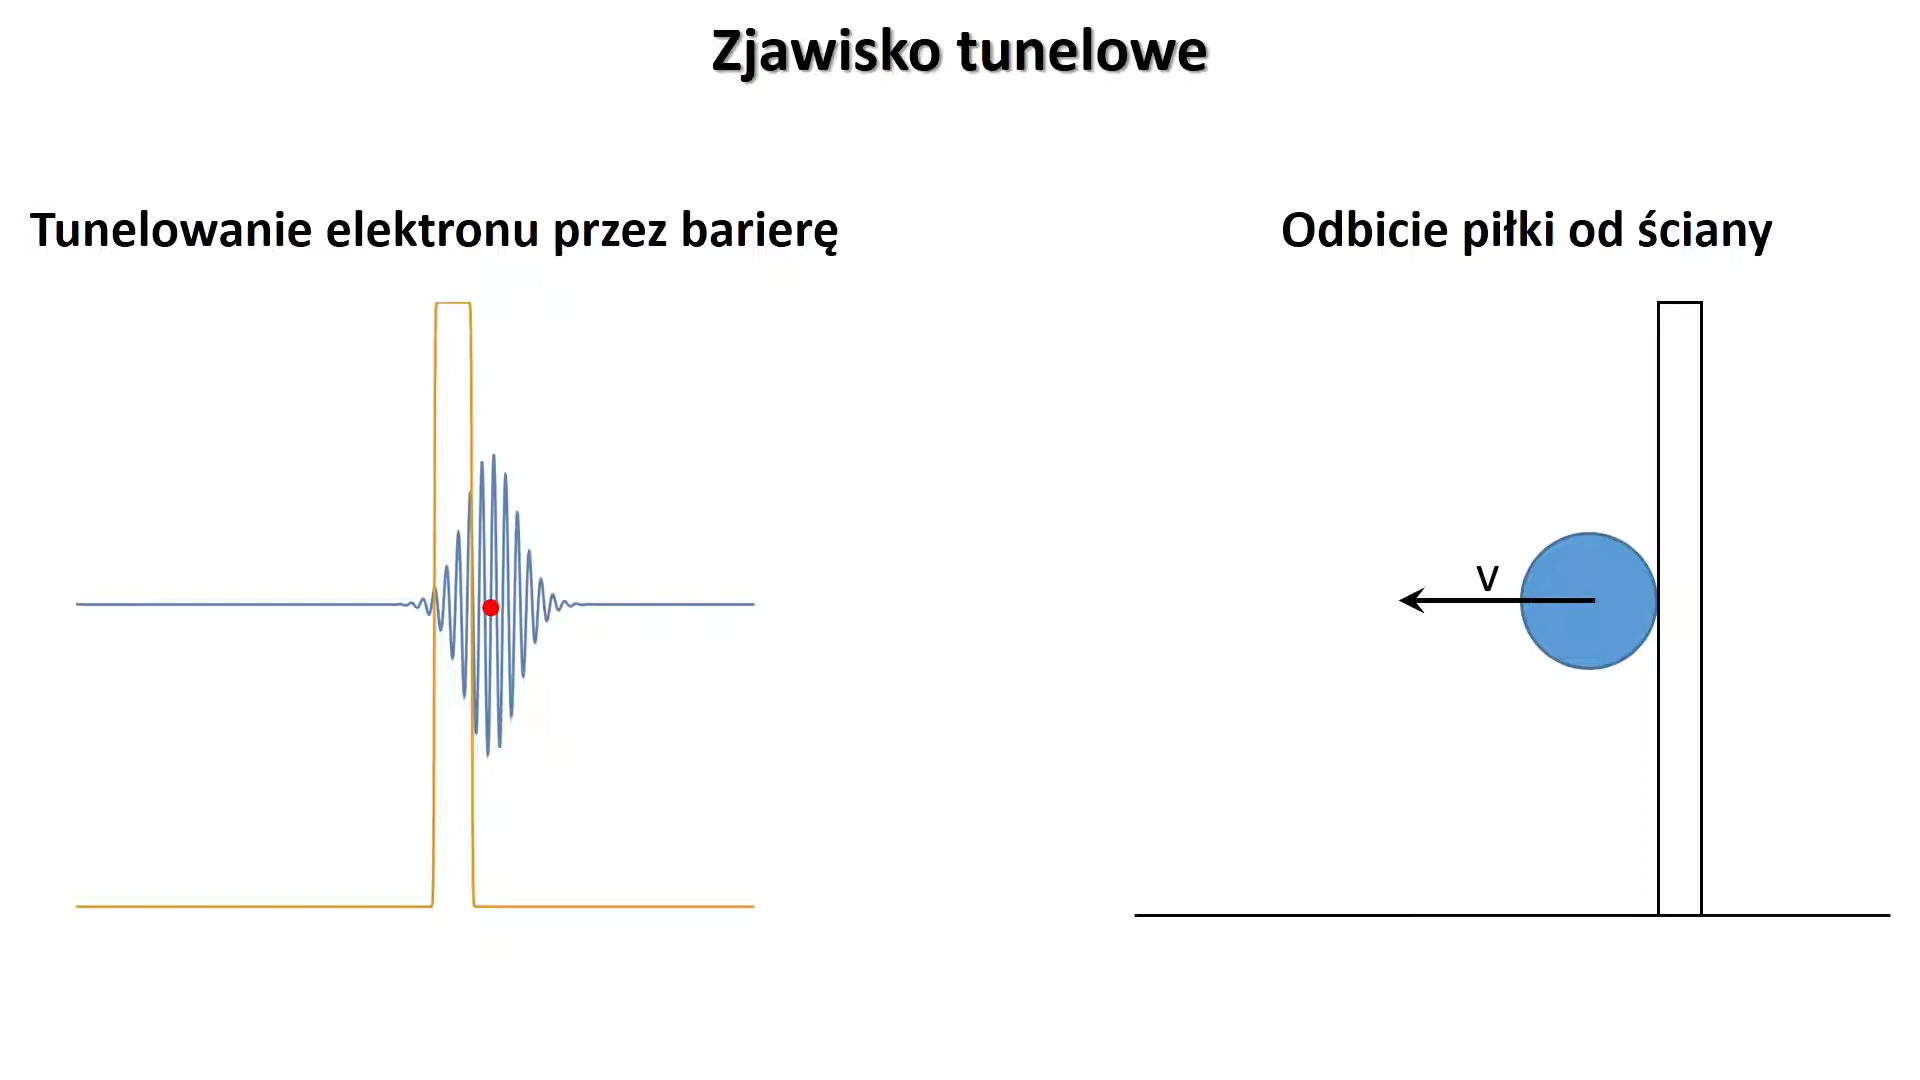 Zjawisko tunelowe
Tunelowanie elektronu przez barierę
Odbicie piłki od ściany
v